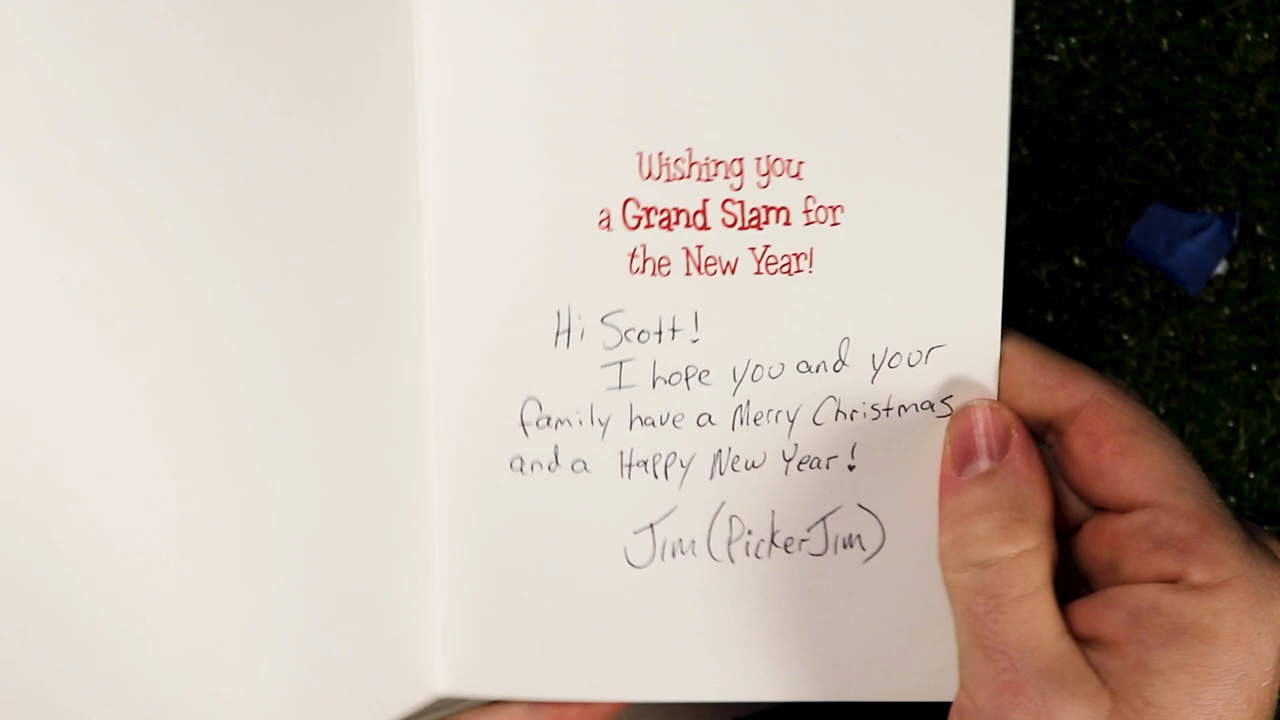 Wishing you
a Grand Slam for
the New Year!
Hi Scott!
I hope you and your
family have a Merry Christmas
and a Happy New Year!
Jim (PickerJim)